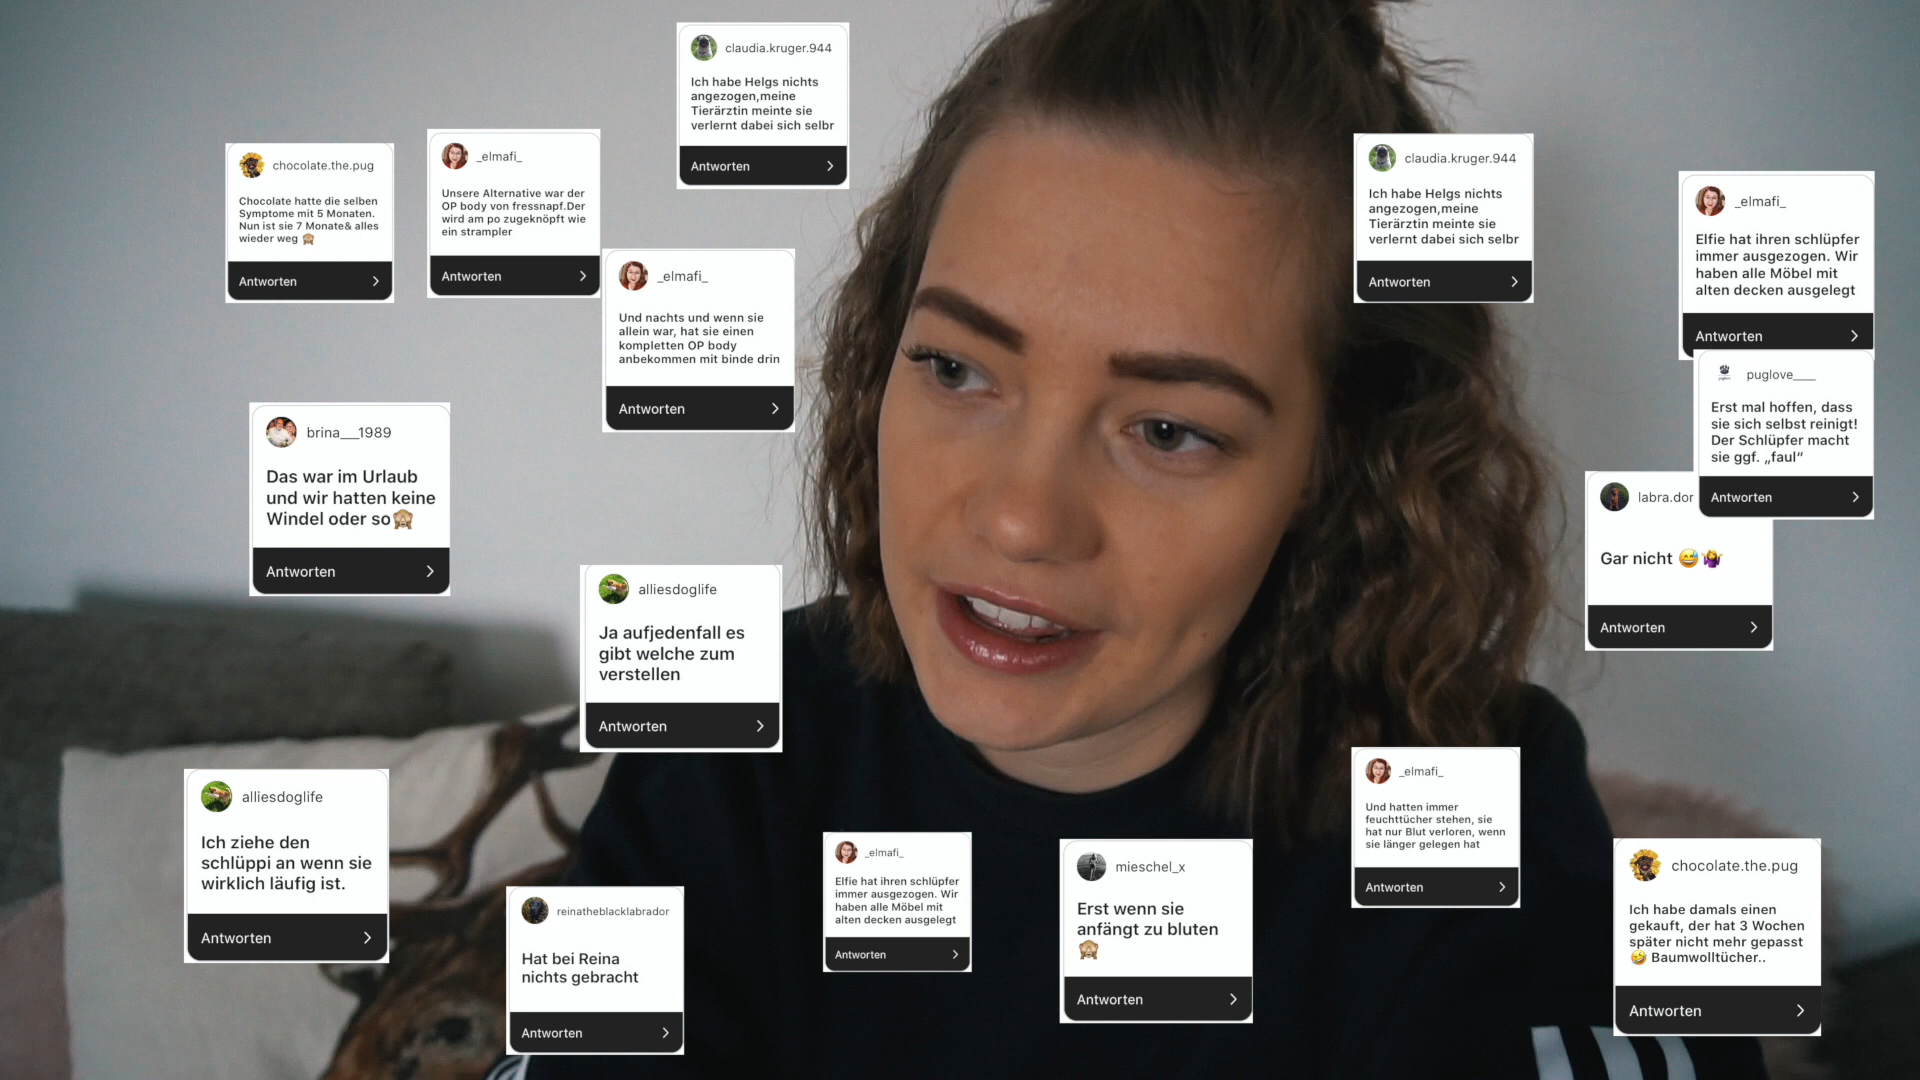 claudia.kruger.944
Ich habe Helgs nichts
angezogen,meine
Tierärztin meinte sie
verlernt dabei sich selbr
Antworten
chocolate.the.pug
Chocolate hatte die selben
Symptome mit 5 Monaten.
Nun ist sie 7 Monate& alles
wieder weg 🙈
Antworten
_elmafi_
Unsere Alternative war der
OP body von fressnapf.Der
wird am po zugeknöpft wie
ein strampler
Antworten
claudia.kruger.944
Ich habe Helgs nichts
angezogen,meine
Tierärztin meinte sie
verlernt dabei sich selbr
Antworten
_elmafi_
Elfie hat ihren schlüpfer
immer ausgezogen. Wir
haben alle Möbel mit
alten decken ausgelegt
Antworten
_elmafi_
Und nachts und wenn sie
allein war, hat sie einen
kompletten OP body
anbekommen mit binde drin
Antworten
puglove____
Erst mal hoffen, dass
sie sich selbst reinigt!
Der Schlüpfer macht
sie ggf. „faul“
Antworten
brina___1989
Das war im Urlaub
und wir hatten keine
Windel oder so🙈
Antworten
labra.dor
Gar nicht 😅🤷‍♀️
Antworten
alliesdoglife
Ja aufjedenfall es
gibt welche zum
verstellen
Antworten
alliesdoglife
Ich ziehe den
schlüppi an wenn sie
wirklich läufig ist.
Antworten
reinatheblacklabrador
Hat bei Reina
nichts gebracht
Antworten
_elmafi_
Elfie hat ihren schlüpfer
immer ausgezogen. Wir
haben alle Möbel mit
alten decken ausgelegt
Antworten
mieschel_x
Erst wenn sie
anfängt zu bluten
🙈
Antworten
_elmafi_
Und hatten immer
feuchttücher stehen, sie
hat nur Blut verloren, wenn
sie länger gelegen hat
Antworten
chocolate.the.pug
Ich habe damals einen
gekauft, der hat 3 Wochen
später nicht mehr gepasst
🤣 Baumwolltücher..
Antworten